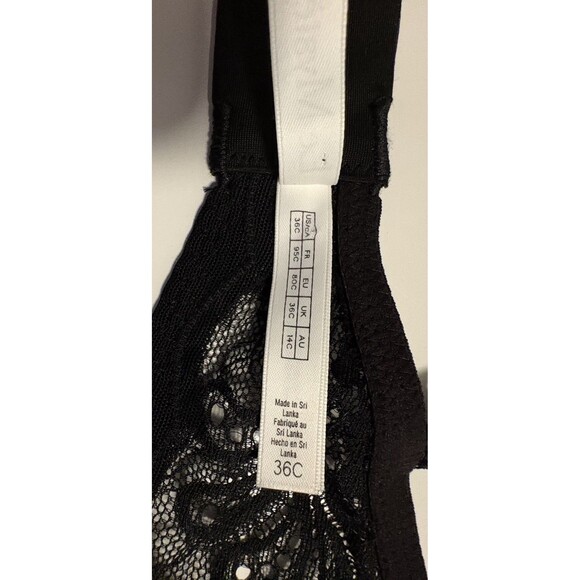 US/CA FR EU UK AU
36C 95C 80C 36C 14C
Made in Sri
Lanka
Fabriqué au
Sri Lanka
Hecho en Sri
Lanka
36C